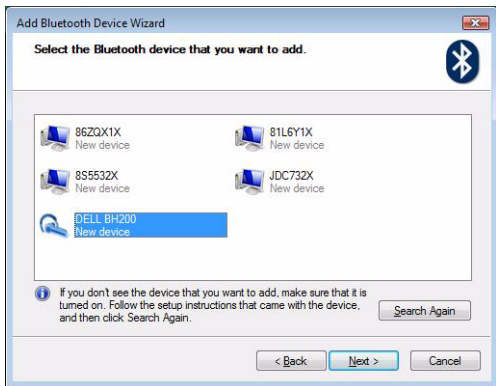 Add Bluetooth Device Wizard
Select the Bluetooth device that you want to add.
86ZQX1X
New device
81L6Y1X
New device
8S5532X
New device
JDC732X
New device
DELL BH200
New device
If you don't see the device that you want to add, make sure that it is
turned on. Follow the setup instructions that came with the device,
and then click Search Again.
Search Again
< Back
Next >
Cancel